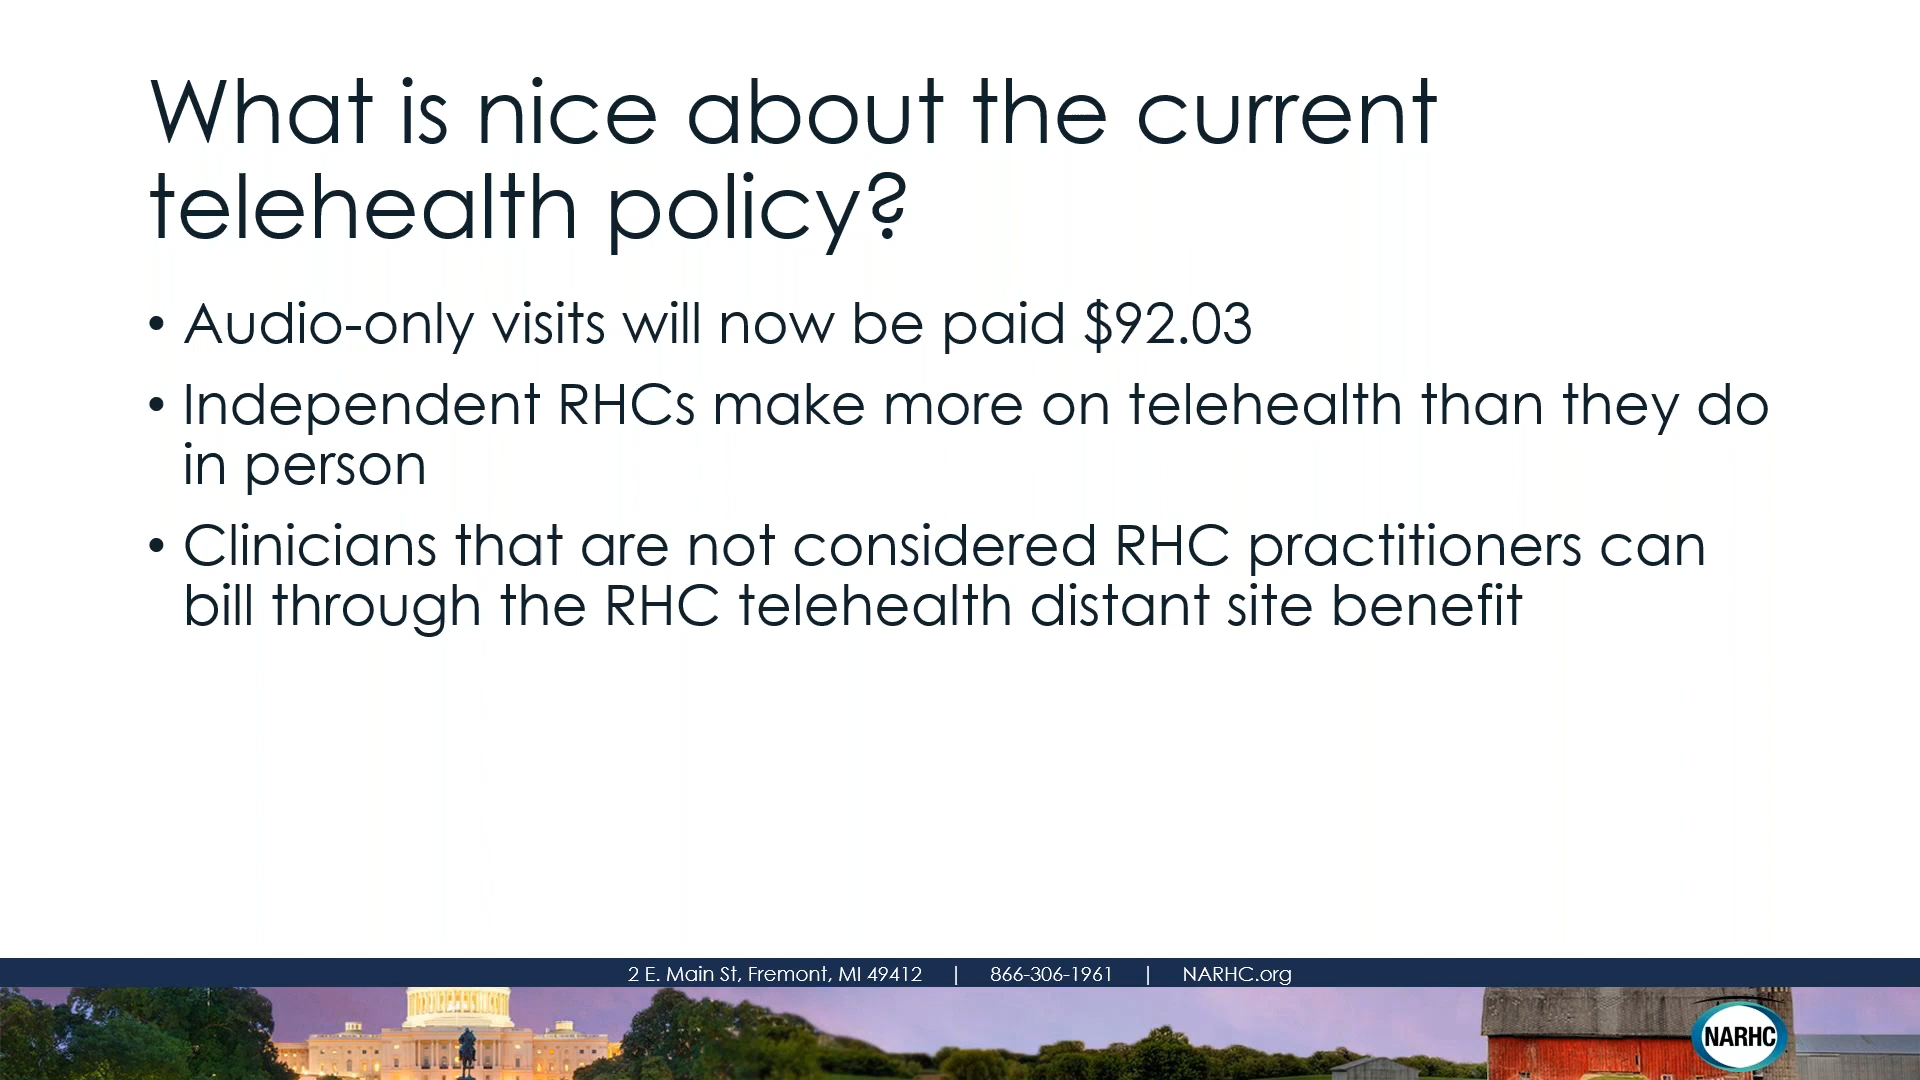 What is nice about the current
telehealth policy?
• Audio-only visits will now be paid $92.03
• Independent RHCs make more on telehealth than they do
in person
• Clinicians that are not considered RHC practitioners can
bill through the RHC telehealth distant site benefit
2 E. Main St, Fremont, MI 49412 | 866-306-1961 | NARHC.org
NARHC